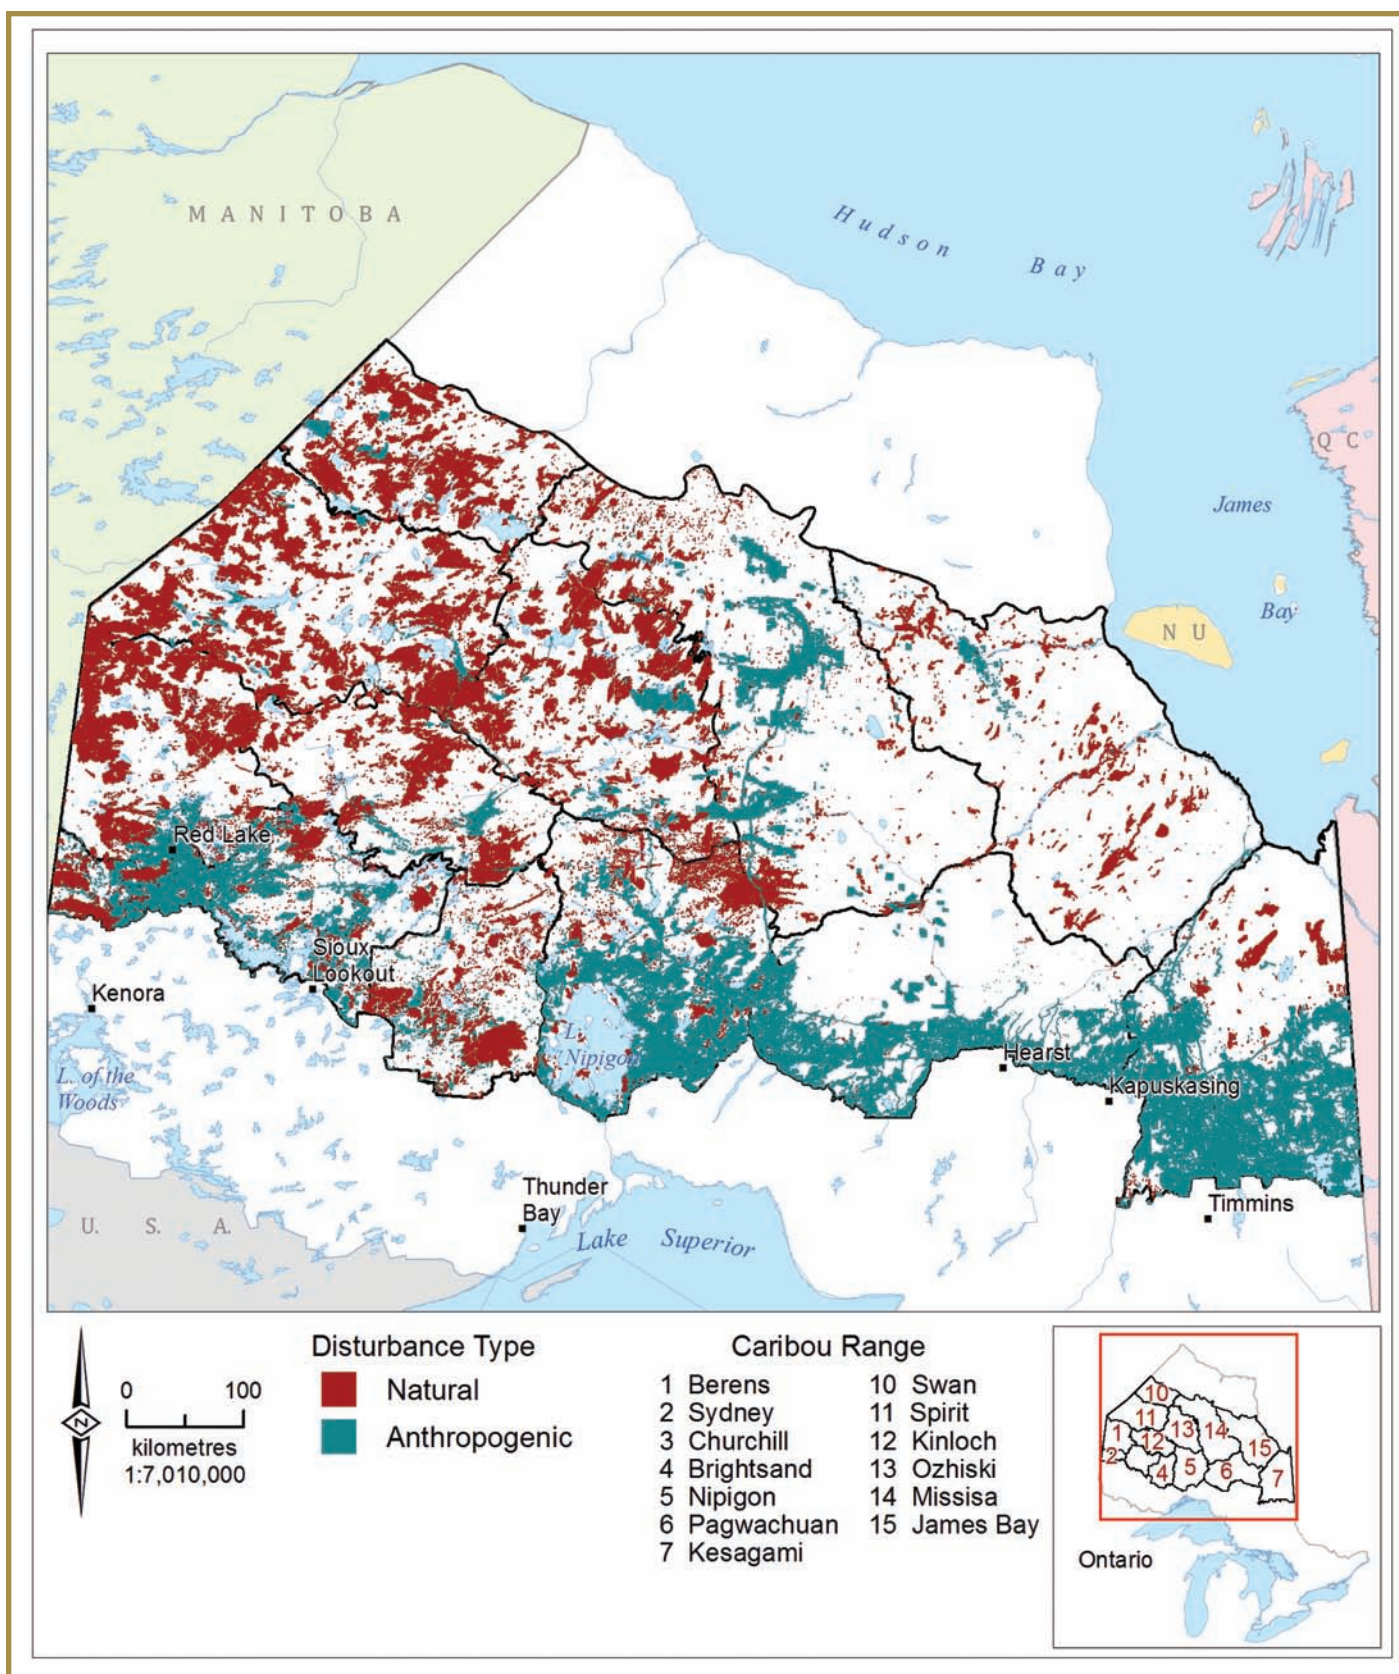 MANITOBA
Hudson Bay
QC
James
Bay
NU
Red Lake
Sioux
Lookout
Kenora
L. of the
Woods
L.
Nipigon
Hearst
Kapuskasing
Timmins
Thunder
Bay
Lake Superior
U. S. A.
N
0 100
kilometres
1:7,010,000
Disturbance Type
Natural
Anthropogenic
Caribou Range
1 Berens
2 Sydney
3 Churchill
4 Brightsand
5 Nipigon
6 Pagwachuan
7 Kesagami
10 Swan
11 Spirit
12 Kinloch
13 Ozhiski
14 Missisa
15 James Bay
10
11
1
13
14
12
15
2
4
5
6
7
Ontario